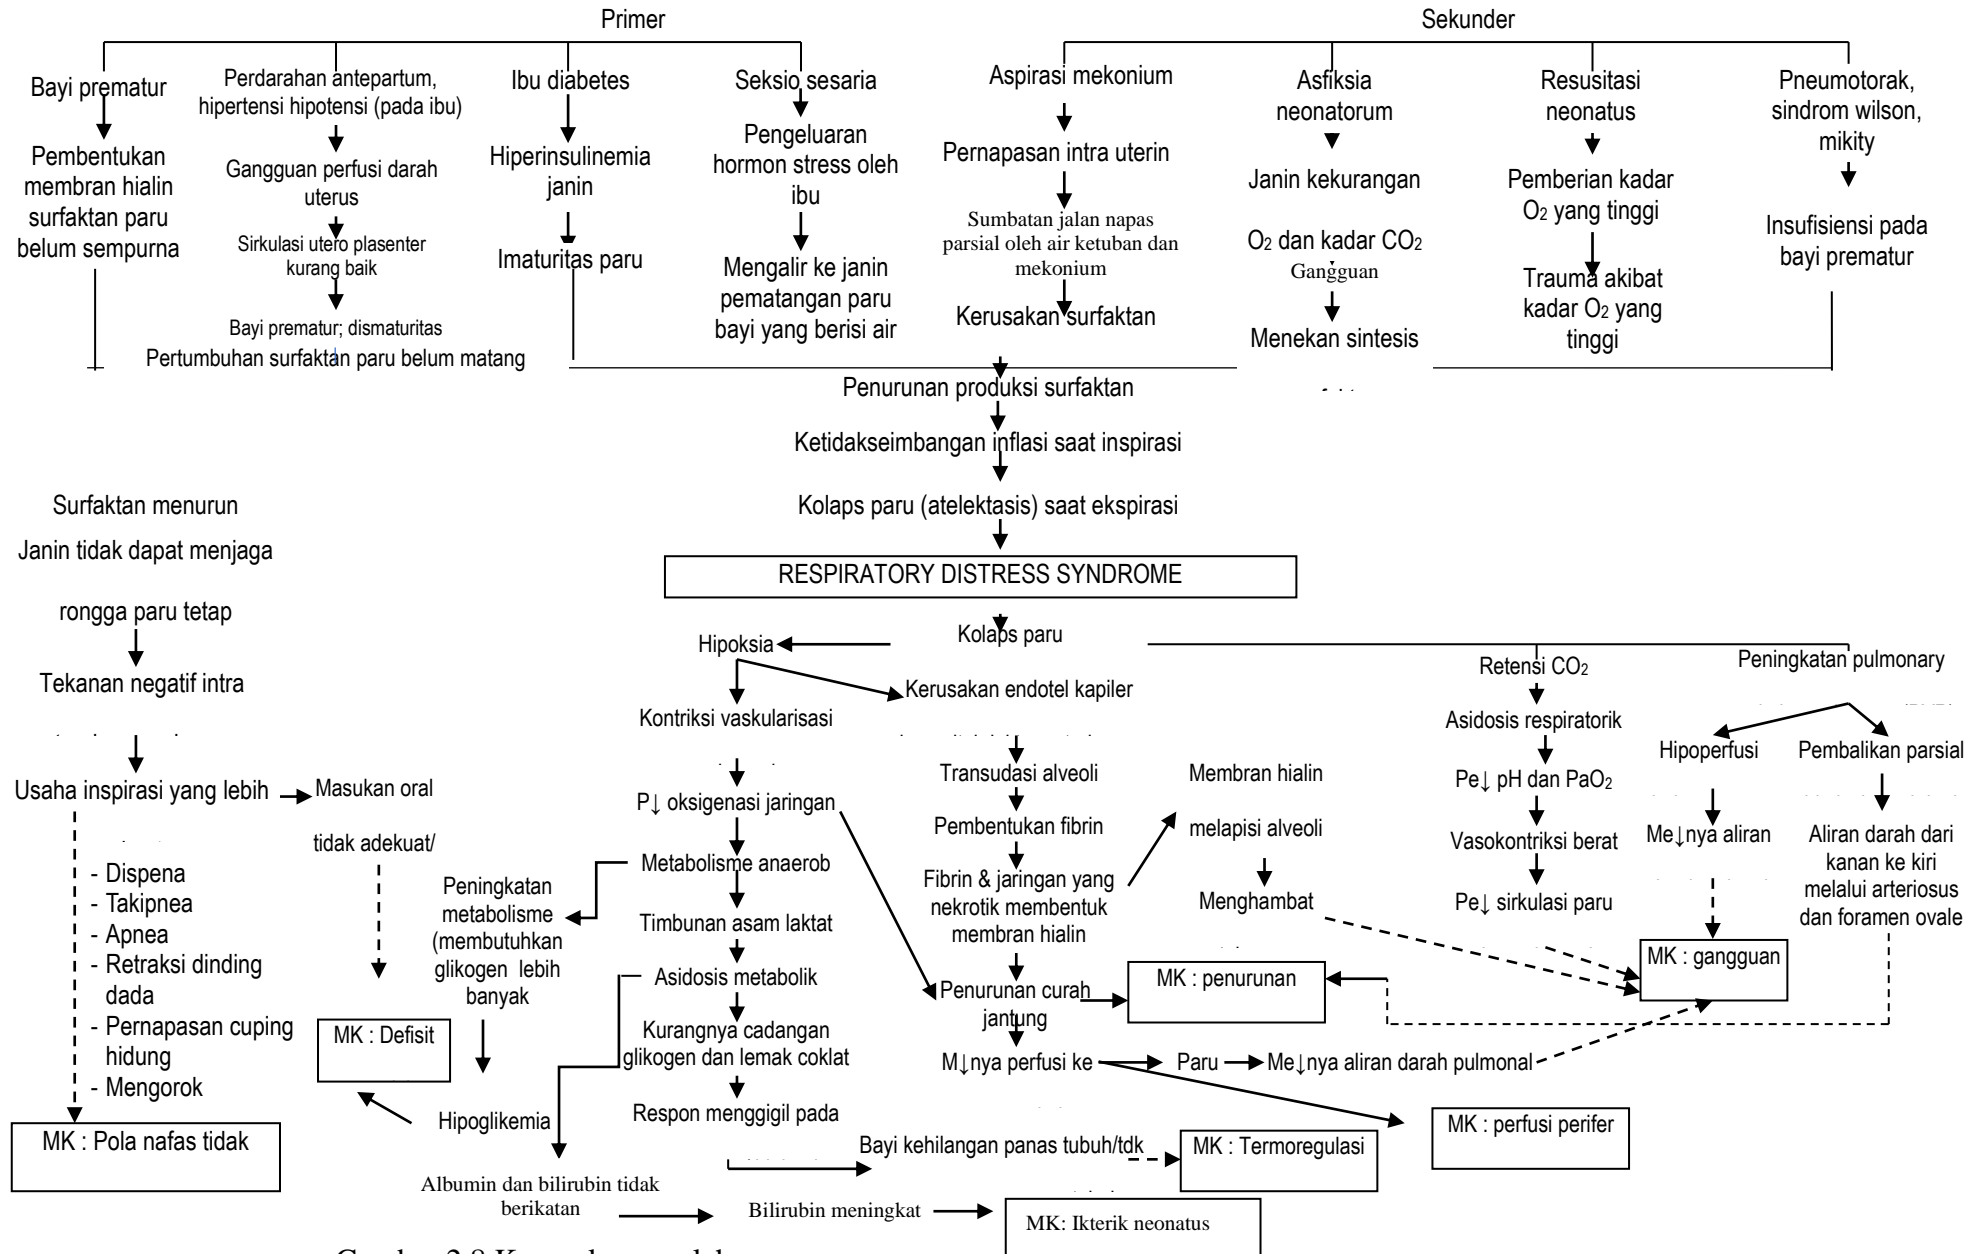 Primer
Sekunder
Bayi prematur
Pembentukan
membran hialin
surfaktan paru
belum sempurna
Perdarahan antepartum,
hipertensi hipotensi (pada ibu)
Gangguan perfusi darah
uterus
Sirkulasi utero plasenter
kurang baik
Bayi prematur; dismaturitas
Pertumbuhan surfaktan paru belum matang
Ibu diabetes
Hiperinsulinemia
janin
Imaturitas paru
Seksio sesaria
Pengeluaran
hormon stress oleh
ibu
Mengalir ke janin
pematangan paru
bayi yang berisi air
Aspirasi mekonium
Pernapasan intra uterin
Sumbatan jalan napas
parsial oleh air ketuban dan
mekonium
Kerusakan surfaktan
Asfiksia
neonatorum
Janin kekurangan
O2 dan kadar CO2
Gangguan
Menekan sintesis
Resusitasi
neonatus
Pemberian kadar
O2 yang tinggi
Trauma akibat
kadar O2 yang
tinggi
Pneumotorak,
sindrom wilson,
mikity
Insufisiensi pada
bayi prematur
Penurunan produksi surfaktan
Ketidakseimbangan inflasi saat inspirasi
Kolaps paru (atelektasis) saat ekspirasi
RESPIRATORY DISTRESS SYNDROME
Surfaktan menurun
Janin tidak dapat menjaga
rongga paru tetap
Tekanan negatif intra
Usaha inspirasi yang lebih
- Dispena
- Takipnea
- Apnea
- Retraksi dinding
dada
- Pernapasan cuping
hidung
- Mengorok
MK : Pola nafas tidak
Masukan oral
tidak adekuat/
MK : Defisit
Peningkatan
metabolisme
(membutuhkan
glikogen lebih
banyak
Hipoglikemia
Kolaps paru
Hipoksia
Kontriksi vaskularisasi
P↓ oksigenasi jaringan
Metabolisme anaerob
Timbunan asam laktat
Asidosis metabolik
Kurangnya cadangan
glikogen dan lemak coklat
Respon menggigil pada
Kerusakan endotel kapiler
Transudasi alveoli
Pembentukan fibrin
Fibrin & jaringan yang
nekrotik membentuk
membran hialin
Penurunan curah
jantung
M↓nya perfusi ke
Paru
Me↓nya aliran darah pulmonal
Membran hialin
melapisi alveoli
Menghambat
MK : penurunan
Retensi CO2
Asidosis respiratorik
Pe↓ pH dan PaO2
Vasokontriksi berat
Pe↓ sirkulasi paru
Peningkatan pulmonary
Hipoperfusi
Me↓nya aliran
MK : gangguan
Pembalikan parsial
Aliran darah dari
kanan ke kiri
melalui arteriosus
dan foramen ovale
MK : perfusi perifer
Bayi kehilangan panas tubuh/tdk
MK : Termoregulasi
Albumin dan bilirubin tidak
berikatan
Bilirubin meningkat
MK: Ikterik neonatus